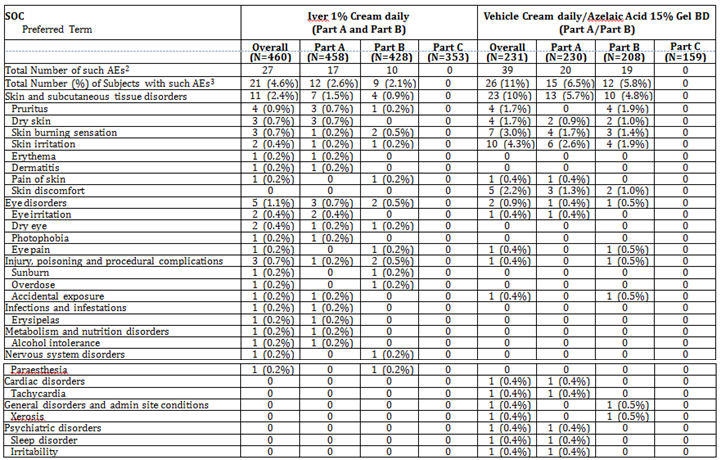 SOC Iver 1% Cream daily Vehicle Cream daily/Azelaic Acid 15% Gel BD
Preferred Term (Part A and Part B) (Part A/Part B)
Overall Part A Part B Part C Overall Part A Part B Part C
(N=460) (N=458) (N=428) (N=353) (N=231) (N=230) (N=208) (N=159)
Total Number of such AEs2 27 17 10 0 39 20 19 0
Total Number (%) of Subjects with such AEs3 21 (4.6%) 12 (2.6%) 9 (2.1%) 0 26 (11%) 15 (6.5%) 12 (5.8%) 0
Skin and subcutaneous tissue disorders 11 (2.4%) 7 (1.5%) 4 (0.9%) 0 23 (10%) 13 (5.7%) 10 (4.8%) 0
Pruritus 4 (0.9%) 3 (0.7%) 1 (0.2%) 0 4 (1.7%) 0 4 (1.9%) 0
Dry skin 3 (0.7%) 3 (0.7%) 0 0 4 (1.7%) 2 (0.9%) 2 (1.0%) 0
Skin burning sensation 3 (0.7%) 1 (0.2%) 2 (0.5%) 0 7 (3.0%) 4 (1.7%) 3 (1.4%) 0
Skin irritation 2 (0.4%) 1 (0.2%) 1 (0.2%) 0 10 (4.3%) 6 (2.6%) 4 (1.9%) 0
Erythema 1 (0.2%) 1 (0.2%) 0 0 0 0 0 0
Dermatitis 1 (0.2%) 1 (0.2%) 0 0 0 0 0 0
Pain of skin 1 (0.2%) 0 1 (0.2%) 0 1 (0.4%) 1 (0.4%) 0 0
Skin discomfort 0 0 0 0 5 (2.2%) 3 (1.3%) 2 (1.0%) 0
Eye disorders 5 (1.1%) 3 (0.7%) 2 (0.5%) 0 2 (0.9%) 1 (0.4%) 1 (0.5%) 0
Eye irritation 2 (0.4%) 2 (0.4%) 0 0 1 (0.4%) 1 (0.4%) 0 0
Dry eye 2 (0.4%) 1 (0.2%) 1 (0.2%) 0 0 0 0 0
Photophobia 1 (0.2%) 1 (0.2%) 0 0 0 0 0 0
Eye pain 1 (0.2%) 0 1 (0.2%) 0 1 (0.4%) 0 1 (0.5%) 0
Injury, poisoning and procedural complications 3 (0.7%) 1 (0.2%) 2 (0.5%) 0 1 (0.4%) 0 1 (0.5%) 0
Sunburn 1 (0.2%) 0 1 (0.2%) 0 0 0 0 0
Overdose 1 (0.2%) 0 1 (0.2%) 0 0 0 0 0
Accidental exposure 1 (0.2%) 1 (0.2%) 0 0 1 (0.4%) 0 1 (0.5%) 0
Infections and infestations 1 (0.2%) 1 (0.2%) 0 0 0 0 0 0
Erysipelas 1 (0.2%) 1 (0.2%) 0 0 0 0 0 0
Metabolism and nutrition disorders 1 (0.2%) 1 (0.2%) 0 0 0 0 0 0
Alcohol intolerance 1 (0.2%) 1 (0.2%) 0 0 0 0 0 0
Nervous system disorders 1 (0.2%) 0 1 (0.2%) 0 0 0 0 0
Paraesthesia 1 (0.2%) 0 1 (0.2%) 0 0 0 0 0
Cardiac disorders 0 0 0 0 1 (0.4%) 1 (0.4%) 0 0
Tachycardia 0 0 0 0 1 (0.4%) 1 (0.4%) 0 0
General disorders and admin site conditions 0 0 0 0 1 (0.4%) 0 1 (0.5%) 0
Xerosis 0 0 0 0 1 (0.4%) 0 1 (0.5%) 0
Psychiatric disorders 0 0 0 0 1 (0.4%) 1 (0.4%) 0 0
Sleep disorder 0 0 0 0 1 (0.4%) 1 (0.4%) 0 0
Irritability 0 0 0 0 1 (0.4%) 1 (0.4%) 0 0